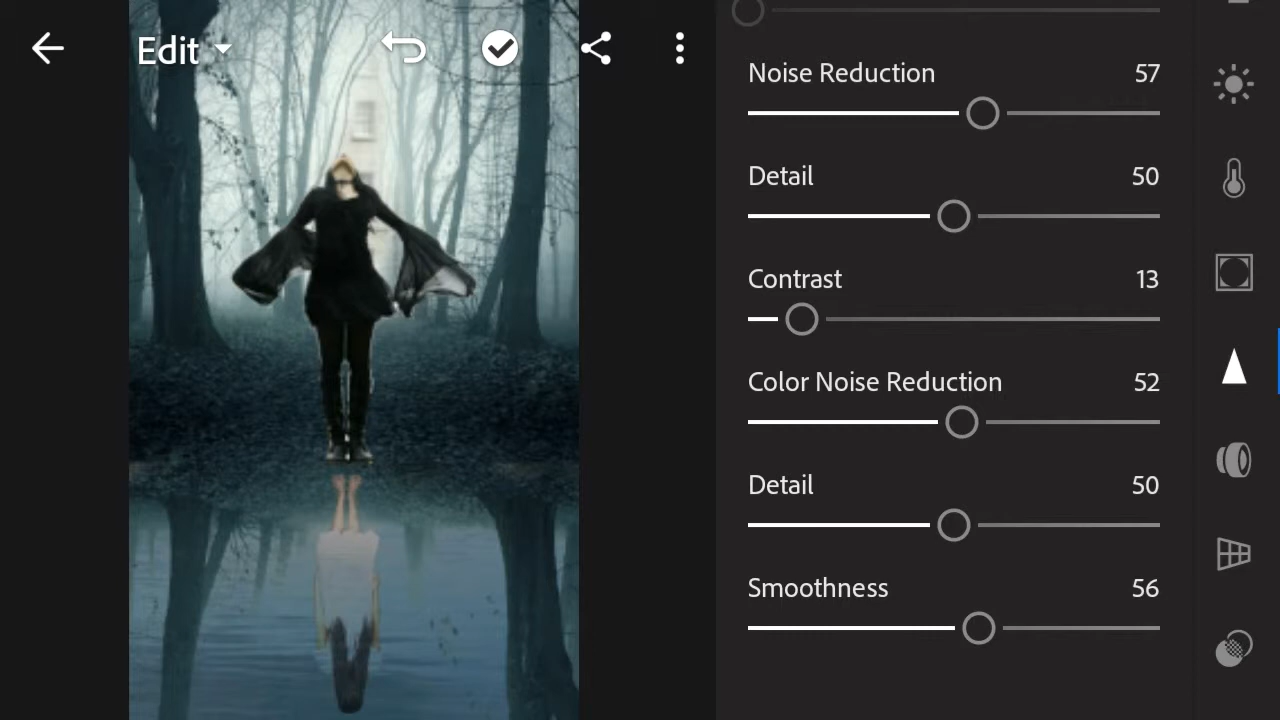 Edit
Noise Reduction 57
Detail 50
Contrast 13
Color Noise Reduction 52
Detail 50
Smoothness 56